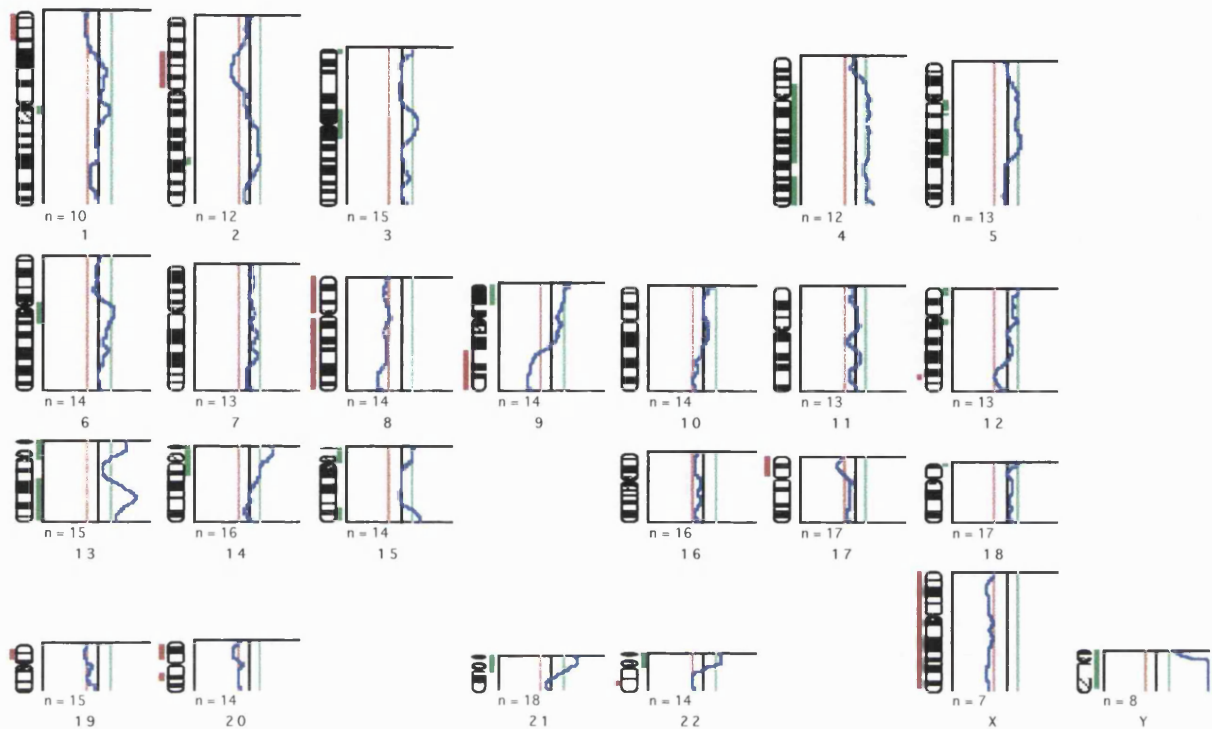 n = 10
n = 12
n = 15
n = 12
n = 13
1
2
3
4
5
n = 14
n = 13
n = 14
n = 14
n = 14
n = 13
n = 13
6
7
8
9
10
11
12
n = 15
n = 16
n = 14
n = 16
n = 17
n = 17
13
14
15
16
17
18
n = 15
n = 14
n = 18
n = 14
n = 7
n = 8
19
20
21
22
X
Y